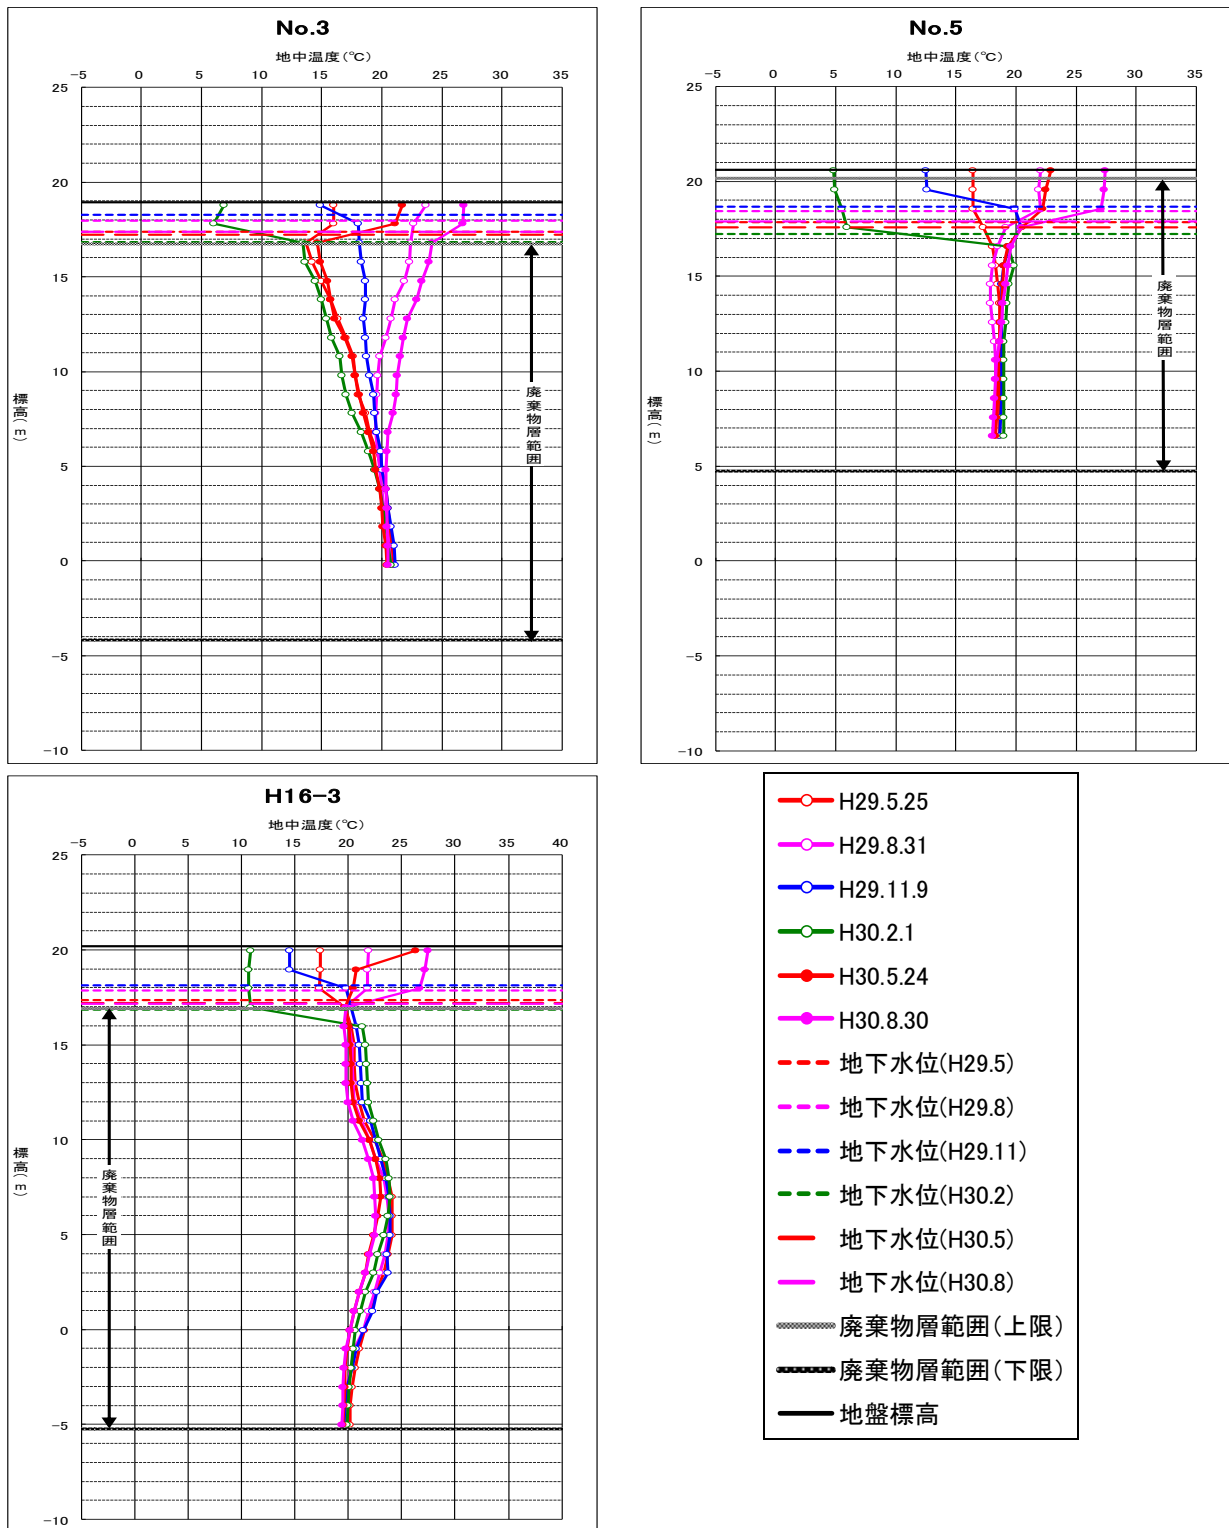 No.3
地中温度(℃)
−5 0 5 10 15 20 25 30 35
25
20
15
10
5
0
−5
−10
標高(m)
廃棄物層範囲
No.5
地中温度(℃)
−5 0 5 10 15 20 25 30 35
25
20
15
10
5
0
−5
−10
標高(m)
廃棄物層範囲
H16−3
地中温度(℃)
−5 0 5 10 15 20 25 30 35 40
25
20
15
10
5
0
−5
−10
標高(m)
廃棄物層範囲
H29.5.25
H29.8.31
H29.11.9
H30.2.1
H30.5.24
H30.8.30
地下水位(H29.5)
地下水位(H29.8)
地下水位(H29.11)
地下水位(H30.2)
地下水位(H30.5)
地下水位(H30.8)
廃棄物層範囲(上限)
廃棄物層範囲(下限)
地盤標高